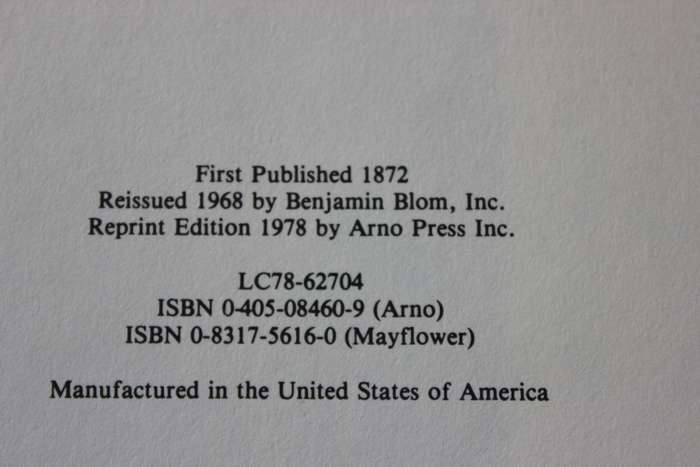 First Published 1872
Reissued 1968 by Benjamin Blom, Inc.
Reprint Edition 1978 by Arno Press Inc.
LC78-62704
ISBN 0-405-08460-9 (Arno)
ISBN 0-8317-5616-0 (Mayflower)
Manufactured in the United States of America